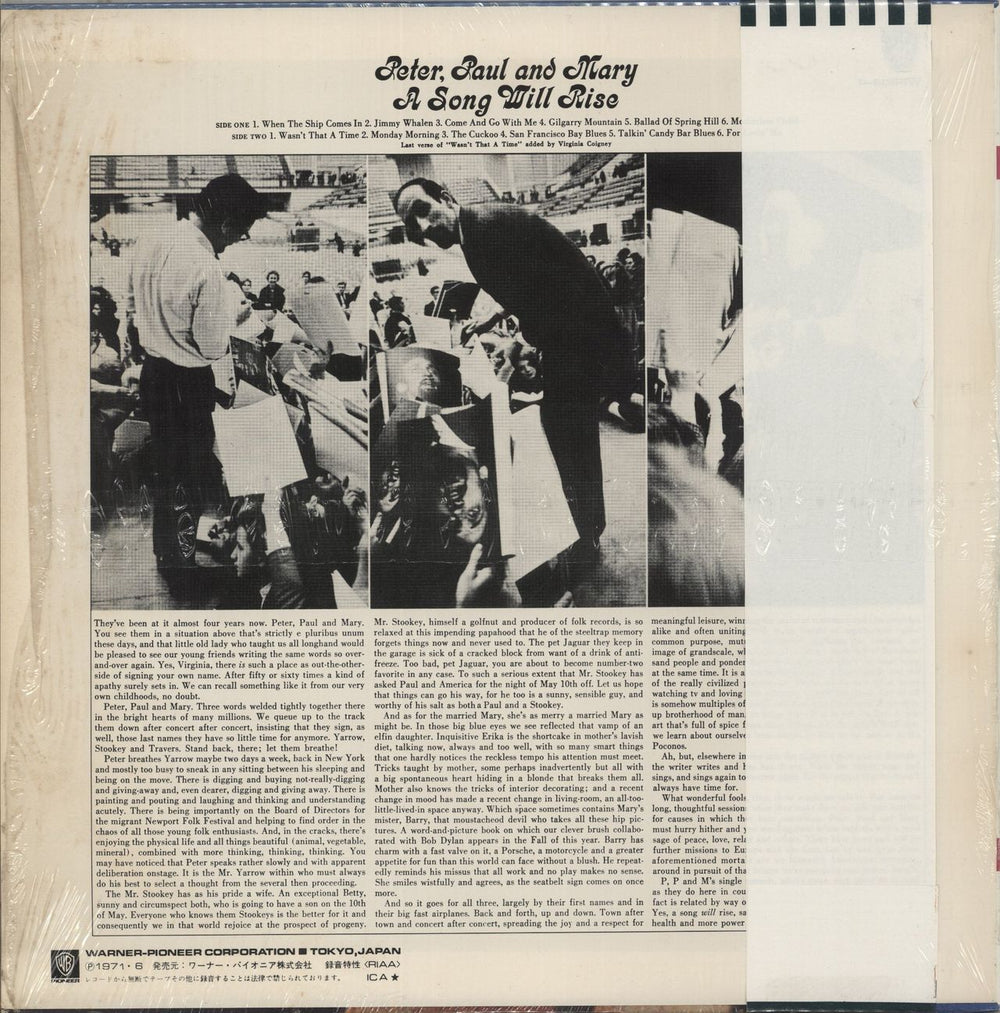 Peter, Paul and Mary
A Song Will Rise
SIDE ONE 1. When The Ship Comes In 2. Jimmy Whalen 3. Come And Go With Me 4. Gilgarry Mountain 5. Ballad Of Spring Hill 6. Mo
SIDE TWO 1. Wasn't That A Time 2. Monday Morning 3. The Cuckoo 4. San Francisco Bay Blues 5. Talkin' Candy Bar Blues 6. For
Last verse of "Wasn't That A Time" added by Virginia Coigney
They've been at it almost four years now. Peter, Paul and Mary.
You see them in a situation above that's strictly e pluribus unum
these days, and that little old lady who taught us all longhand would
be pleased to see our young friends writing the same words so over-
and-over again. Yes, Virginia, there is such a place as out-the-other-
side of signing your own name. After fifty or sixty times a kind of
apathy surely sets in. We can recall something like it from our very
own childhoods, no doubt.
Peter, Paul and Mary. Three words welded tightly together there
in the bright hearts of many millions. We queue up to the track
them down after concert after concert, insisting that they sign, as
well, those last names they have so little time for anymore. Yarrow,
Stookey and Travers. Stand back, there; let them breathe!
Peter breathes Yarrow maybe two days a week, back in New York
and mostly too busy to sneak in any sitting between his sleeping and
being on the move. There is digging and buying not-really-digging
and giving-away and, even dearer, digging and giving away. There is
painting and pouting and laughing and thinking and understanding
acutely. There is being importantly on the Board of Directors for
the migrant Newport Folk Festival and helping to find order in the
chaos of all those young folk enthusiasts. And, in the cracks, there's
enjoying the physical life and all things beautiful (animal, vegetable,
mineral), combined with more thinking, thinking, thinking. You
may have noticed that Peter speaks rather slowly and with apparent
deliberation onstage. It is the Mr. Yarrow within who must always
do his best to select a thought from the several then proceeding.
The Mr. Stookey has as his pride a wife. An exceptional Betty,
sunny and circumspect both, who is going to have a son on the 10th
of May. Everyone who knows them Stookeys is the better for it and
consequently we in that world rejoice at the prospect of progeny.
Mr. Stookey, himself a golfnut and producer of folk records, is so
relaxed at this impending papahood that he of the steeltrap memory
forgets things now and never used to. The pet Jaguar they keep in
the garage is sick of a cracked block from want of a drink of anti-
freeze. Too bad, pet Jaguar, you are about to become number-two
favorite in any case. To such a serious extent that Mr. Stookey has
asked Paul and America for the night of May 10th off. Let us hope
that things can go his way, for he too is a sunny, sensible guy, and
worthy of his salt as both a Paul and a Stookey.
And as for the married Mary, she's as merry a married Mary as
might be. In those big blue eyes we see reflected that vamp of an
elfin daughter. Inquisitive Erika is the shortcake in mother's lavish
diet, talking now, always and too well, with so many smart things
that one hardly notices the reckless tempo his attention must meet.
Tricks taught by mother, some perhaps inadvertently but all with
a big spontaneous heart hiding in a blonde that breaks them all.
Mother also knows the tricks of interior decorating; and a recent
change in mood has made a recent change in living-room, an all-too-
little-lived-in space anyway. Which space sometimes contains Mary's
mister, Barry, that moustacheod devil who takes all these hip pic-
tures. A word-and-picture book on which our clever brush collabo-
rated with Bob Dylan appears in the Fall of this year. Barry has
charm with a fast valve on it, a Porsche, a motorcycle and a greater
appetite for fun than this world can face without a blush. He repeat-
edly reminds his missus that all work and no play makes no sense.
She smiles wistfully and agrees, as the seatbelt sign comes on once
more.
And so it goes for all three, largely by their first names and in
their big fast airplanes. Back and forth, up and down. Town after
town and concert after concert, spreading the joy and a respect for
meaningful leisure, winn
alike and often uniting
common purpose, mutu
image of grandscale, wh
sand people and ponder
at the same time. It is a
of the really civilized
watching tv and loving
is somehow multiples of
up brotherhood of man
art that's full of spice f
we learn about ourselve
Poconos.
Ah, but, elsewhere in
the writer writes and
sings, and sings again to
always have time for.
What wonderful fools
long, thoughtful session
for causes in which th
must hurry hither and y
sage of peace, love, rela
further missions to Eu
aforementioned morta
around in pursuit of tha
P, P and M's single
as they do here in cou
fact is related by way o
Yes, a song will rise, sa
health and more power
WB
PIONEER
WARNER-PIONEER CORPORATION ■ TOKYO, JAPAN
Ⓟ1971・6 発売元：ワーナー・パイオニア株式会社 録音特性〈RIAA〉
レコードから無断でテープその他に録音することは法律で禁じられております。 ICA★